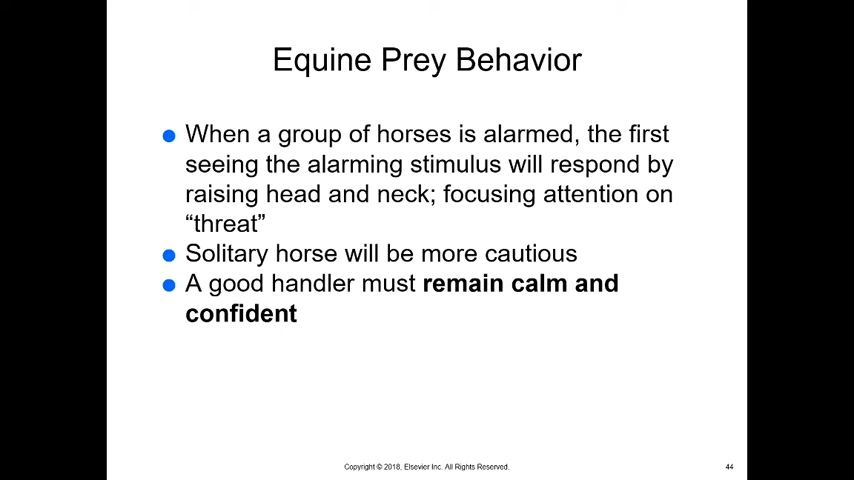 Equine Prey Behavior
When a group of horses is alarmed, the first
seeing the alarming stimulus will respond by
raising head and neck; focusing attention on
“threat”
Solitary horse will be more cautious
A good handler must remain calm and
confident
Copyright © 2018, Elsevier Inc. All Rights Reserved.
44